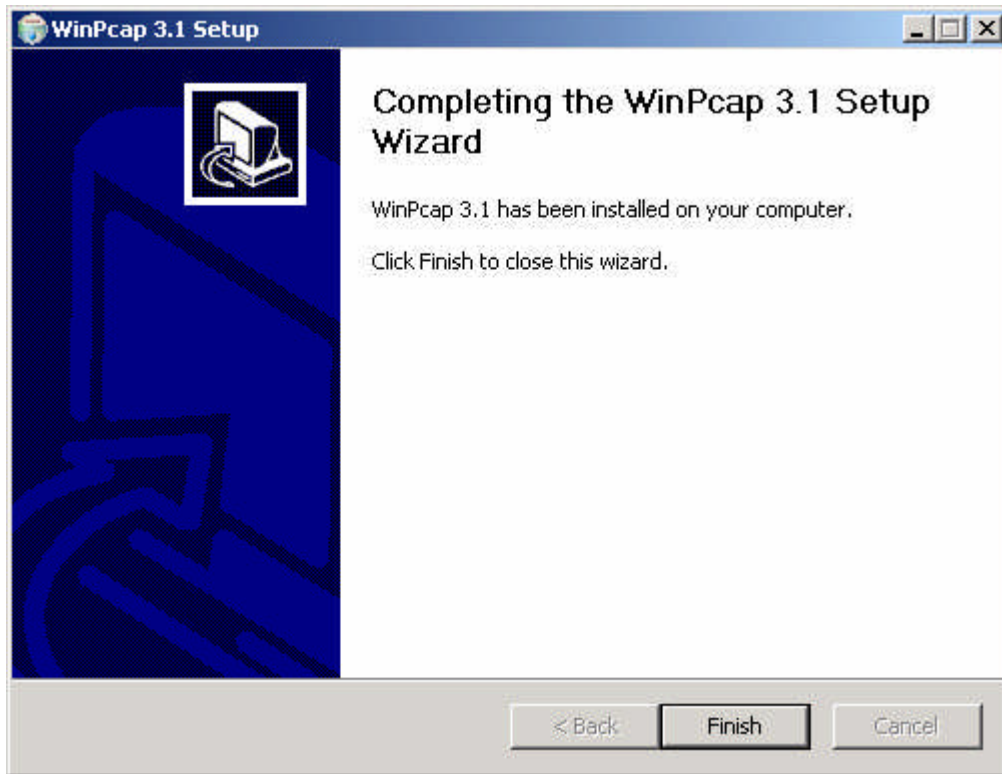 WinPcap 3.1 Setup
Completing the WinPcap 3.1 Setup
Wizard
WinPcap 3.1 has been installed on your computer.
Click Finish to close this wizard.
< Back
Finish
Cancel